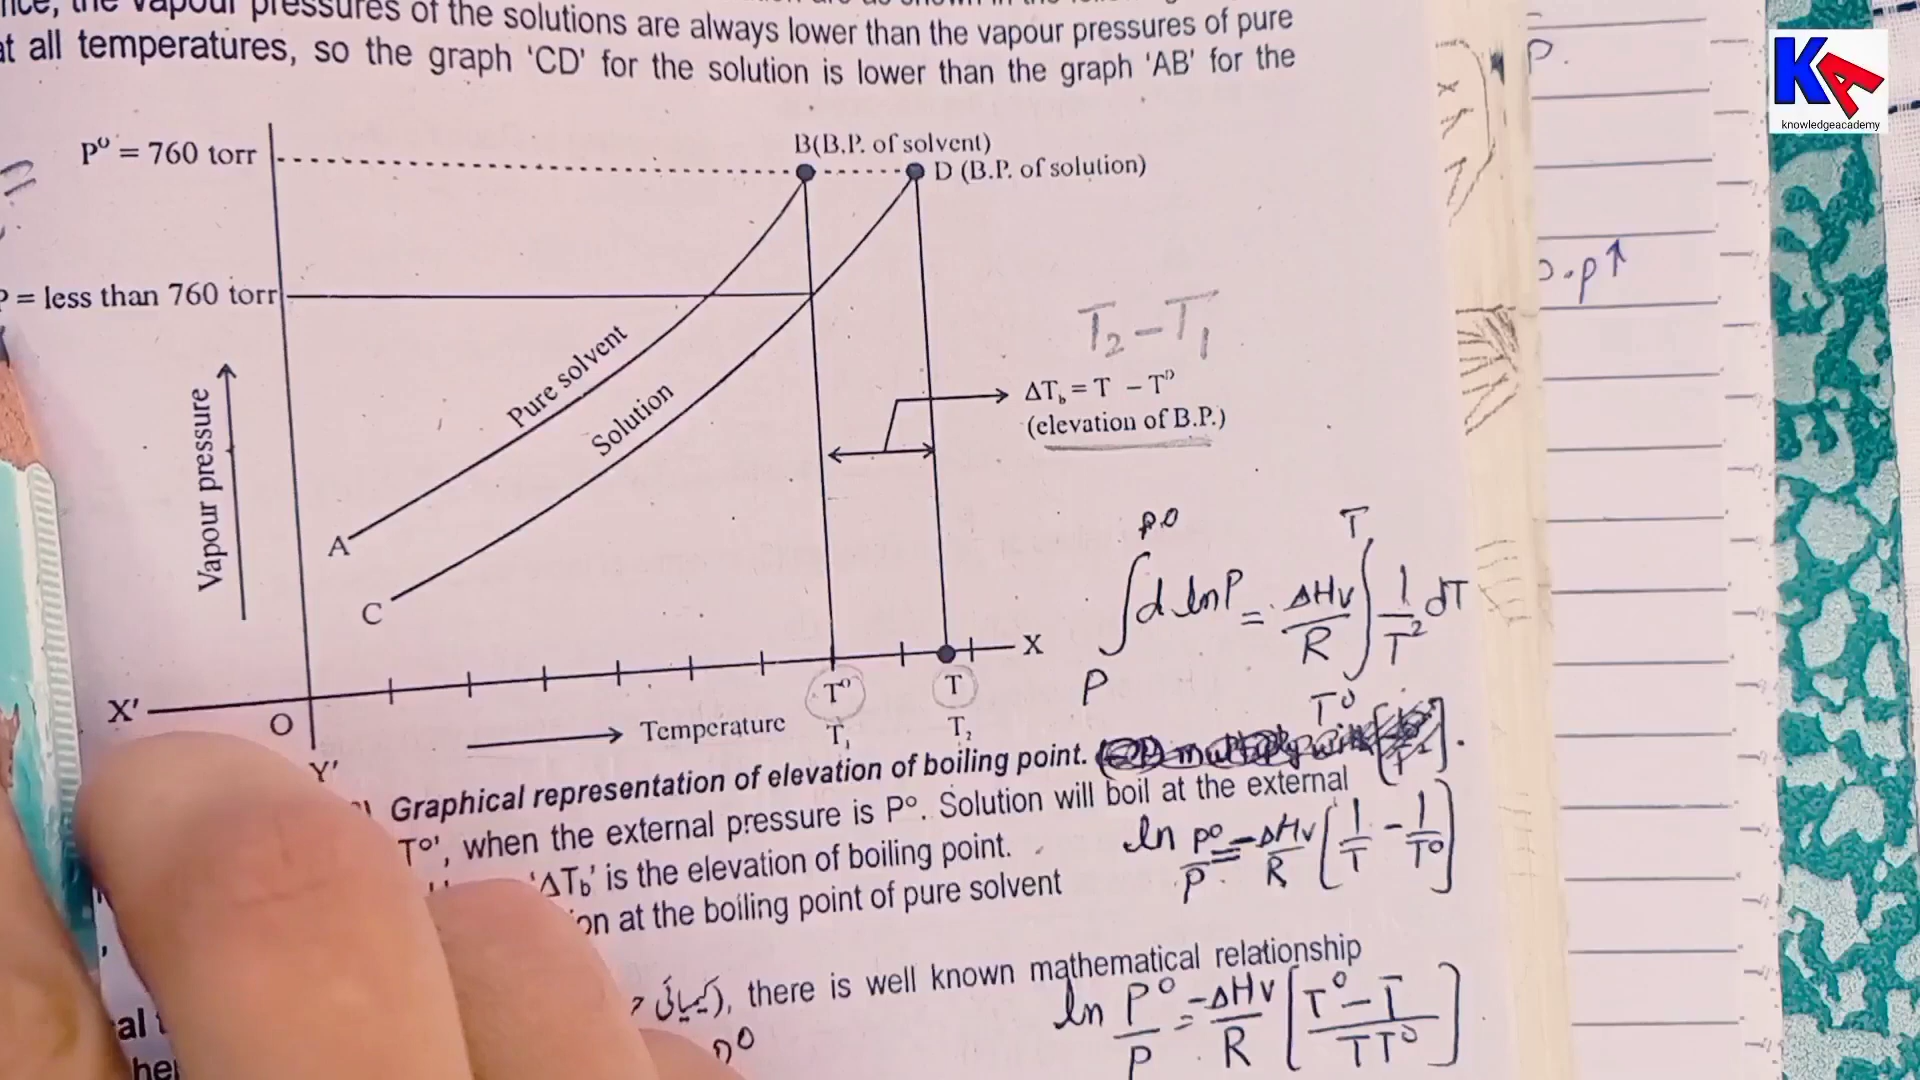 the vapour pressures of the solutions are always lower than the vapour pressures of pure
at all temperatures, so the graph 'CD' for the solution is lower than the graph 'AB' for the
KA
knowledgeacademy
P.
P° = 760 torr
B(B.P. of solvent)
D (B.P. of solution)
P = less than 760 torr
.p↑
T₂ – T₁
Pure solvent
Solution
Vapour pressure
ΔT_b = T – T°
(elevation of B.P.)
A
C
∫ d lnP = ΔHv/R ∫ 1/T² dT
P°
P
T
T°
X' O X
Y'
Temperature
T° T
T₁ T₂
Graphical representation of elevation of boiling point.
T°', when the external pressure is P°. Solution will boil at the external
'ΔT_b' is the elevation of boiling point.
ln P°/P = -ΔHv/R [1/T - 1/T°]
on at the boiling point of pure solvent
there is well known mathematical relationship
ln P°/P = -ΔHv/R [T° - T / TT°]